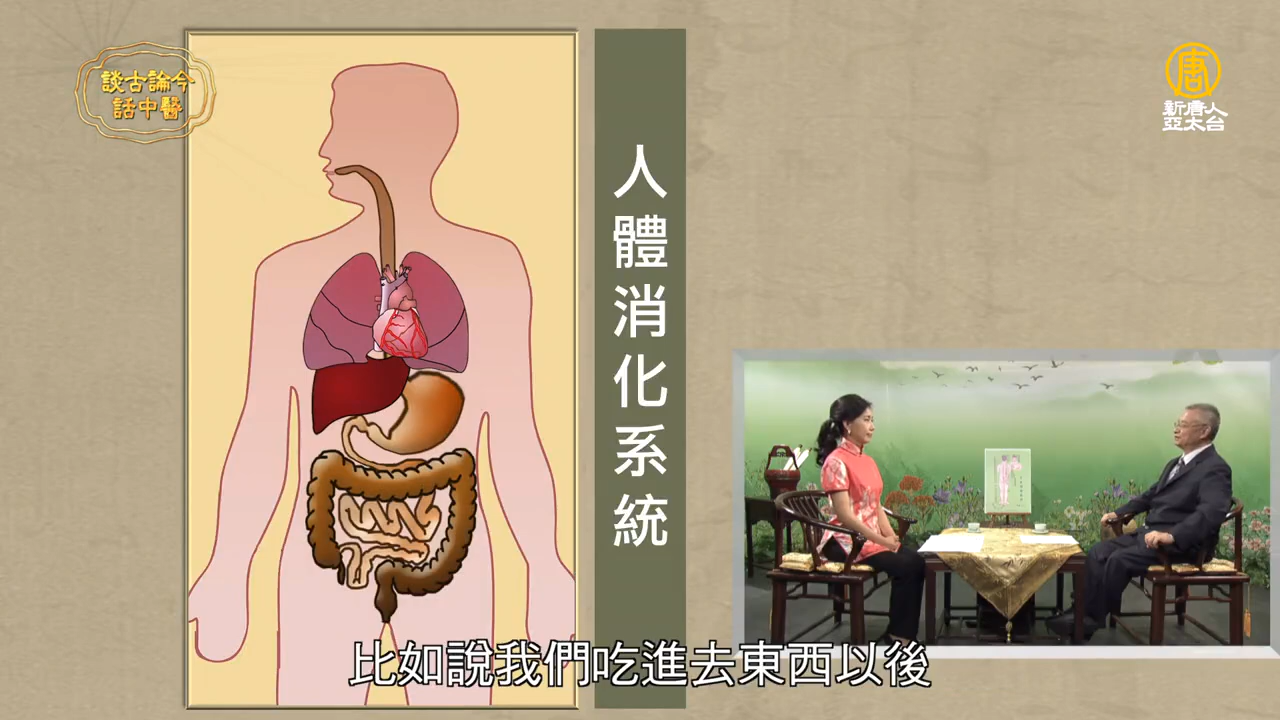 談古論今
話中醫
唐
新唐人
亞太台
人體消化系統
比如說我們吃進去東西以後